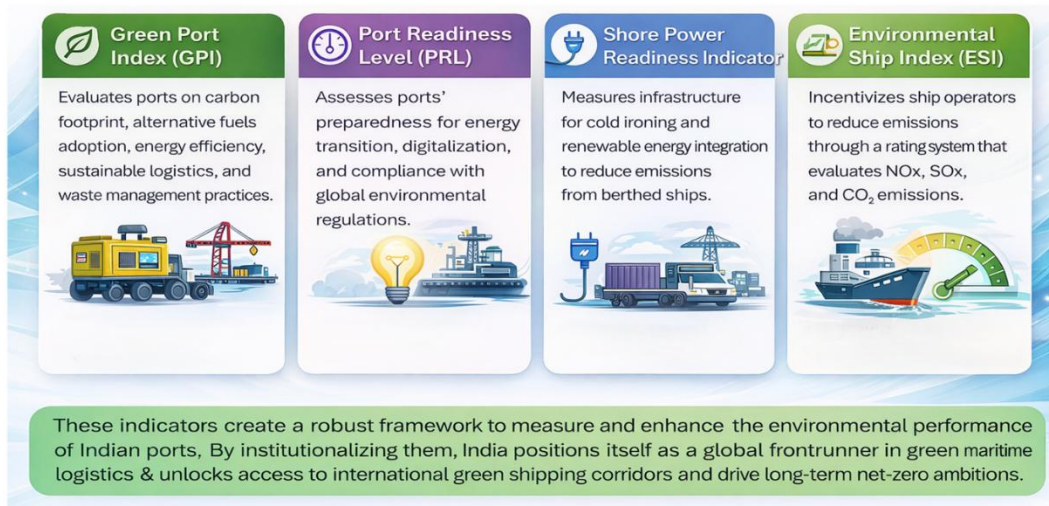 Green Port
Index (GPI)
Evaluates ports on carbon
footprint, alternative fuels
adoption, energy efficiency,
sustainable logistics, and
waste management practices.
Port Readiness
Level (PRL)
Assesses ports'
preparedness for energy
transition, digitalization,
and compliance with
global environmental
regulations.
Shore Power
Readiness Indicator
Measures infrastructure
for cold ironing and
renewable energy integration
to reduce emissions
from berthed ships.
Environmental
Ship Index (ESI)
Incentivizes ship operators
to reduce emissions
through a rating system that
evaluates NOx, SOx,
and CO₂ emissions.
These indicators create a robust framework to measure and enhance the environmental performance
of Indian ports, By institutionalizing them, India positions itself as a global frontrunner in green maritime
logistics & unlocks access to international green shipping corridors and drive long-term net-zero ambitions.